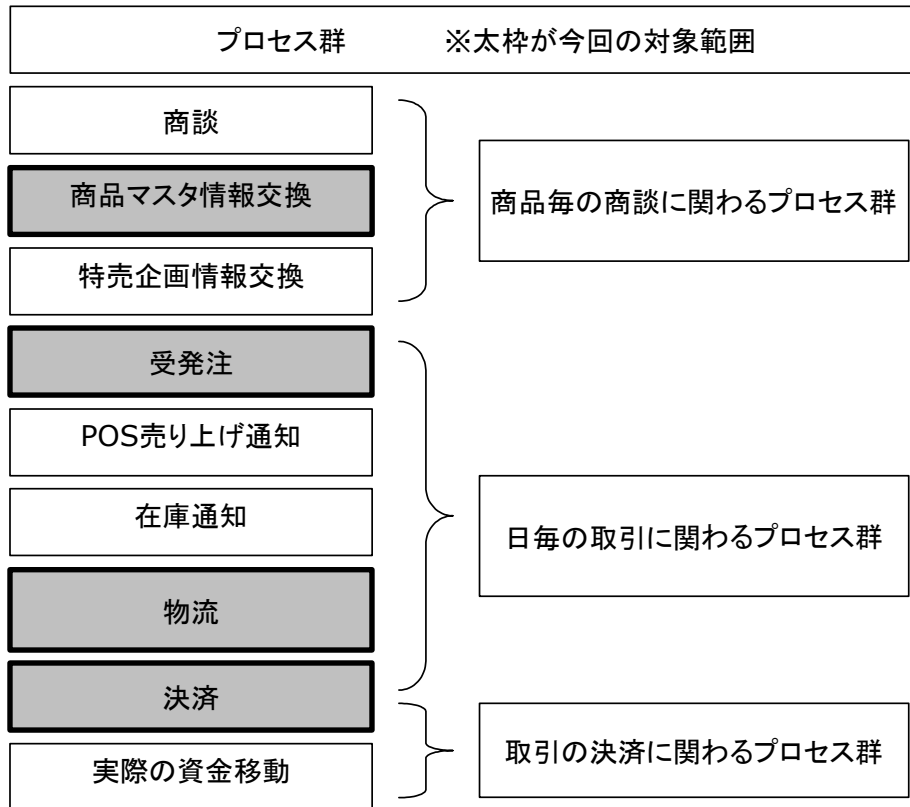 プロセス群　　　※太枠が今回の対象範囲
商談
商品マスタ情報交換
特売企画情報交換
商品毎の商談に関わるプロセス群
受発注
POS売り上げ通知
在庫通知
物流
決済
日毎の取引に関わるプロセス群
実際の資金移動
取引の決済に関わるプロセス群